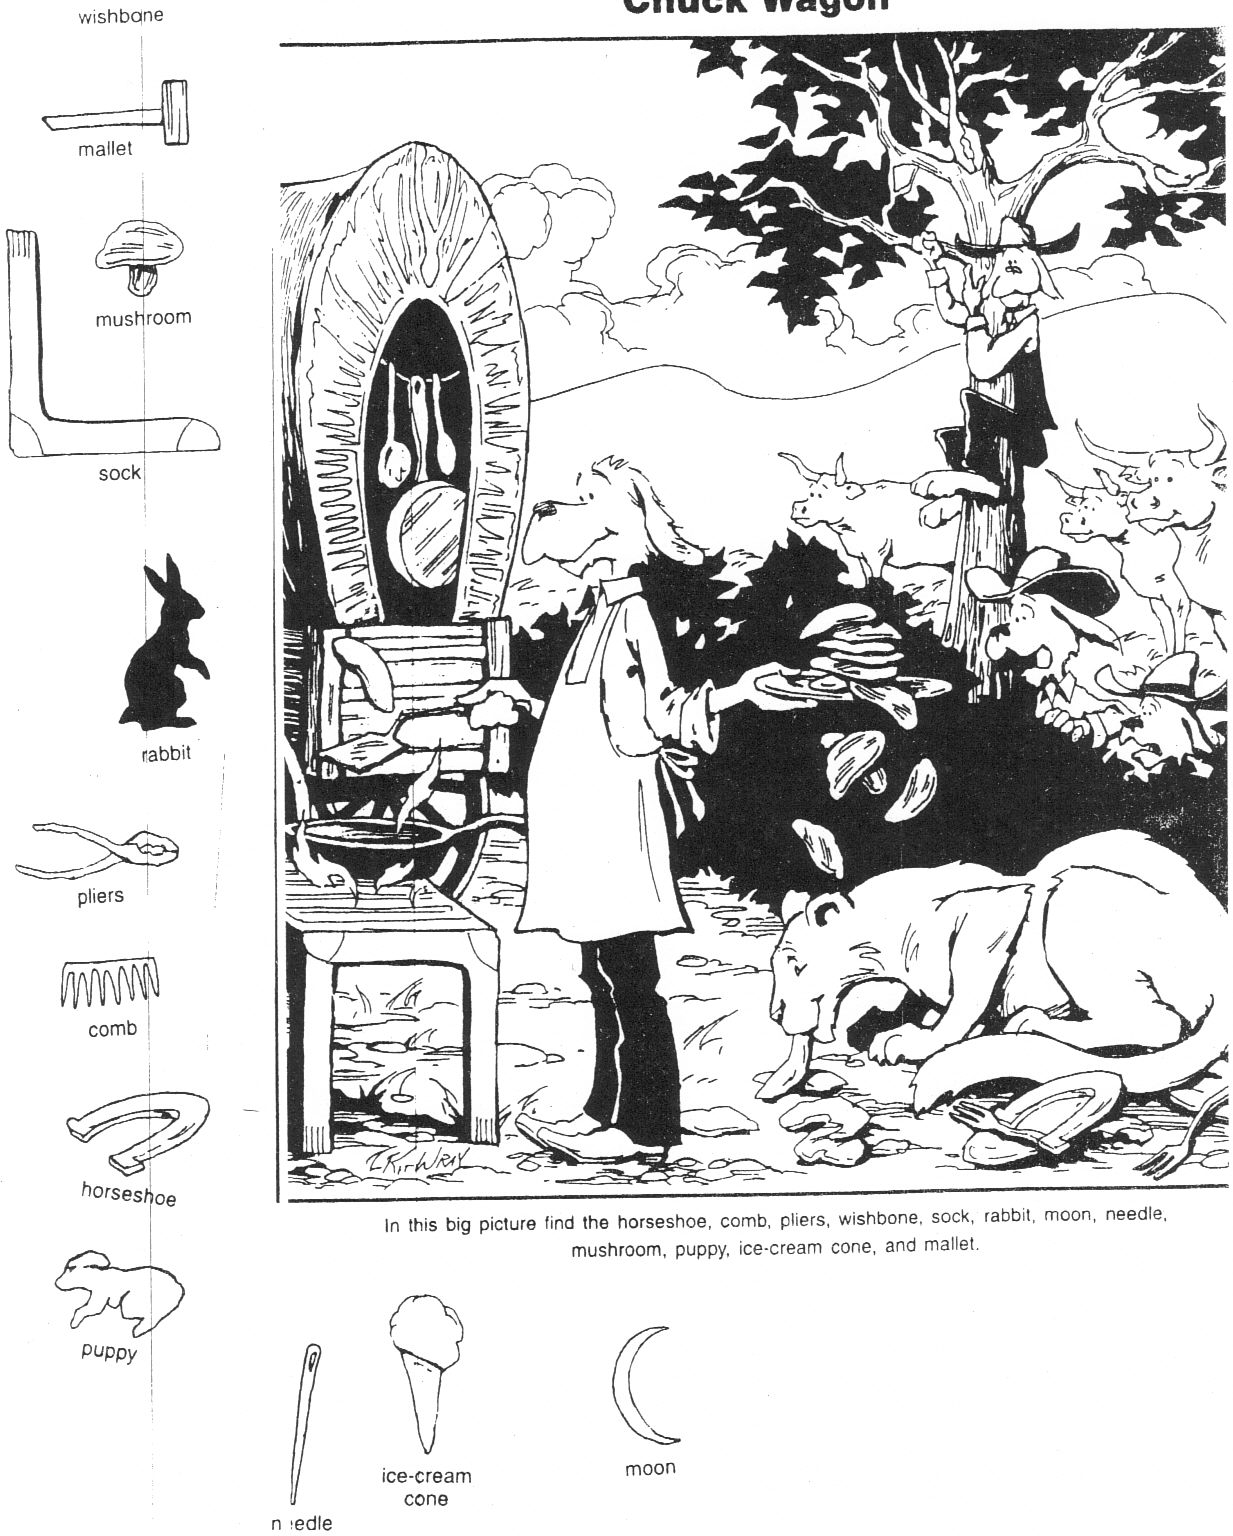 Chuck Wagon
wishbone
mallet
mushroom
sock
rabbit
pliers
comb
horseshoe
puppy
In this big picture find the horseshoe, comb, pliers, wishbone, sock, rabbit, moon, needle,
mushroom, puppy, ice-cream cone, and mallet.
needle
ice-cream
cone
moon